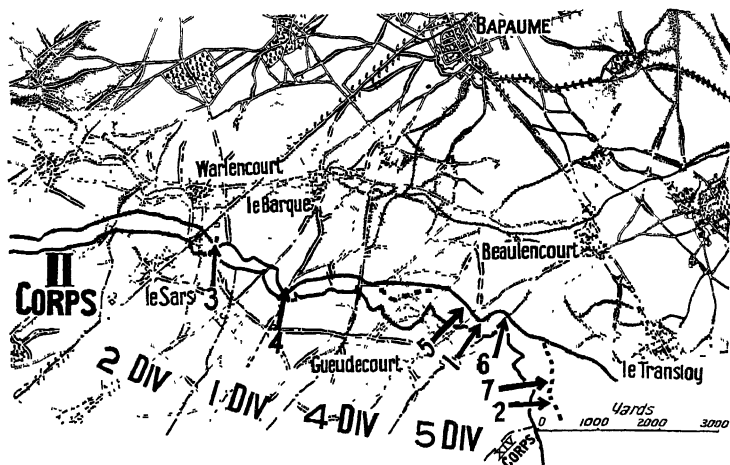 BAPAUME
Warlencourt
le Barque
Beaulencourt
II
CORPS
le Sars
3
4
Gueudecourt
5
1
6
7
2
le Transloy
2 DIV
1 DIV
4 DIV
5 DIV
XIV
CORPS
Yards
0 1000 2000 3000